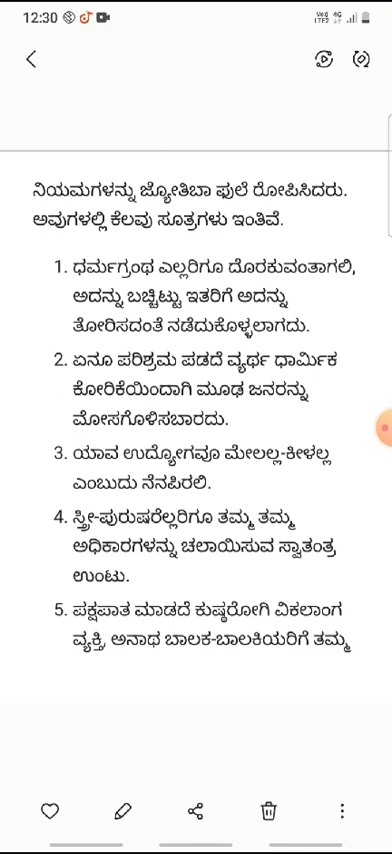 12:30
ನಿಯಮಗಳನ್ನು ಜ್ಯೋತಿಬಾ ಫುಲೆ ರೋಪಿಸಿದರು.
ಅವುಗಳಲ್ಲಿ ಕೆಲವು ಸೂತ್ರಗಳು ಇಂತಿವೆ.
1. ಧರ್ಮಗ್ರಂಥ ಎಲ್ಲರಿಗೂ ದೊರಕುವಂತಾಗಲಿ,
ಅದನ್ನು ಬಚ್ಚಿಟ್ಟು ಇತರಿಗೆ ಅದನ್ನು
ತೋರಿಸದಂತೆ ನಡೆದುಕೊಳ್ಳಲಾಗದು.
2. ಏನೂ ಪರಿಶ್ರಮ ಪಡದೆ ವ್ಯರ್ಥ ಧಾರ್ಮಿಕ
ಕೋರಿಕೆಯಿಂದಾಗಿ ಮೂಢ ಜನರನ್ನು
ಮೋಸಗೊಳಿಸಬಾರದು.
3. ಯಾವ ಉದ್ಯೋಗವೂ ಮೇಲಲ್ಲ-ಕೀಳಲ್ಲ
ಎಂಬುದು ನೆನಪಿರಲಿ.
4. ಸ್ತ್ರೀ-ಪುರುಷರೆಲ್ಲರಿಗೂ ತಮ್ಮ ತಮ್ಮ
ಅಧಿಕಾರಗಳನ್ನು ಚಲಾಯಿಸುವ ಸ್ವಾತಂತ್ರ
ಉಂಟು.
5. ಪಕ್ಷಪಾತ ಮಾಡದೆ ಕುಷ್ಠರೋಗಿ ವಿಕಲಾಂಗ
ವ್ಯಕ್ತಿ, ಅನಾಥ ಬಾಲಕ-ಬಾಲಕಿಯರಿಗೆ ತಮ್ಮ